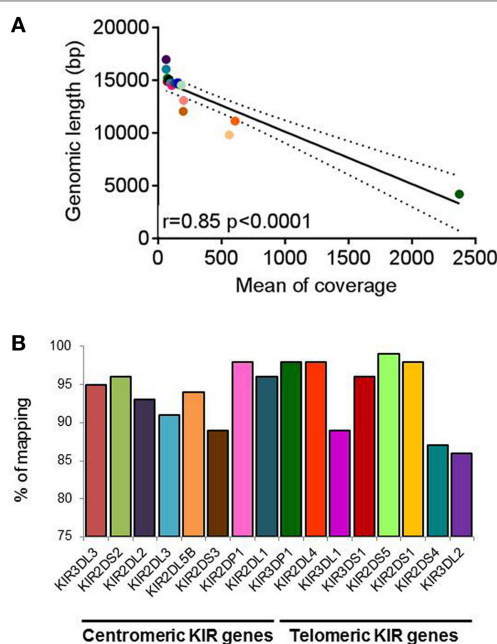 A
Genomic length (bp)
20000
15000
10000
5000
0
r=0.85 p<0.0001
0 500 1000 1500 2000 2500
Mean of coverage
B
% of mapping
100
95
90
85
80
75
KIR3DL3 KIR2DS2 KIR2DL2 KIR2DL3 KIR2DL5B KIR2DS3 KIR2DP1 KIR2DL1 KIR3DP1 KIR2DL4 KIR3DL1 KIR3DS1 KIR2DS5 KIR2DS1 KIR2DS4 KIR3DL2
Centromeric KIR genes Telomeric KIR genes